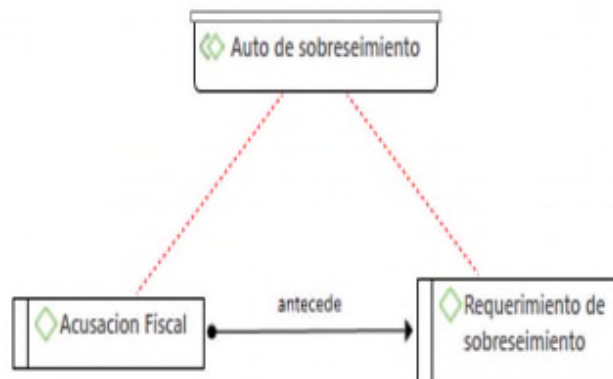 Auto de sobreseimiento
antecede
Acusacion Fiscal
Requerimiento de
sobreseimiento